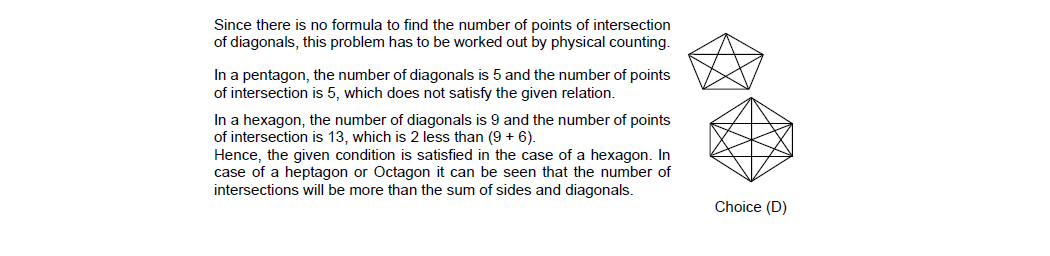 Since there is no formula to find the number of points of intersection
of diagonals, this problem has to be worked out by physical counting.
In a pentagon, the number of diagonals is 5 and the number of points
of intersection is 5, which does not satisfy the given relation.
In a hexagon, the number of diagonals is 9 and the number of points
of intersection is 13, which is 2 less than (9 + 6).
Hence, the given condition is satisfied in the case of a hexagon. In
case of a heptagon or Octagon it can be seen that the number of
intersections will be more than the sum of sides and diagonals.
Choice (D)